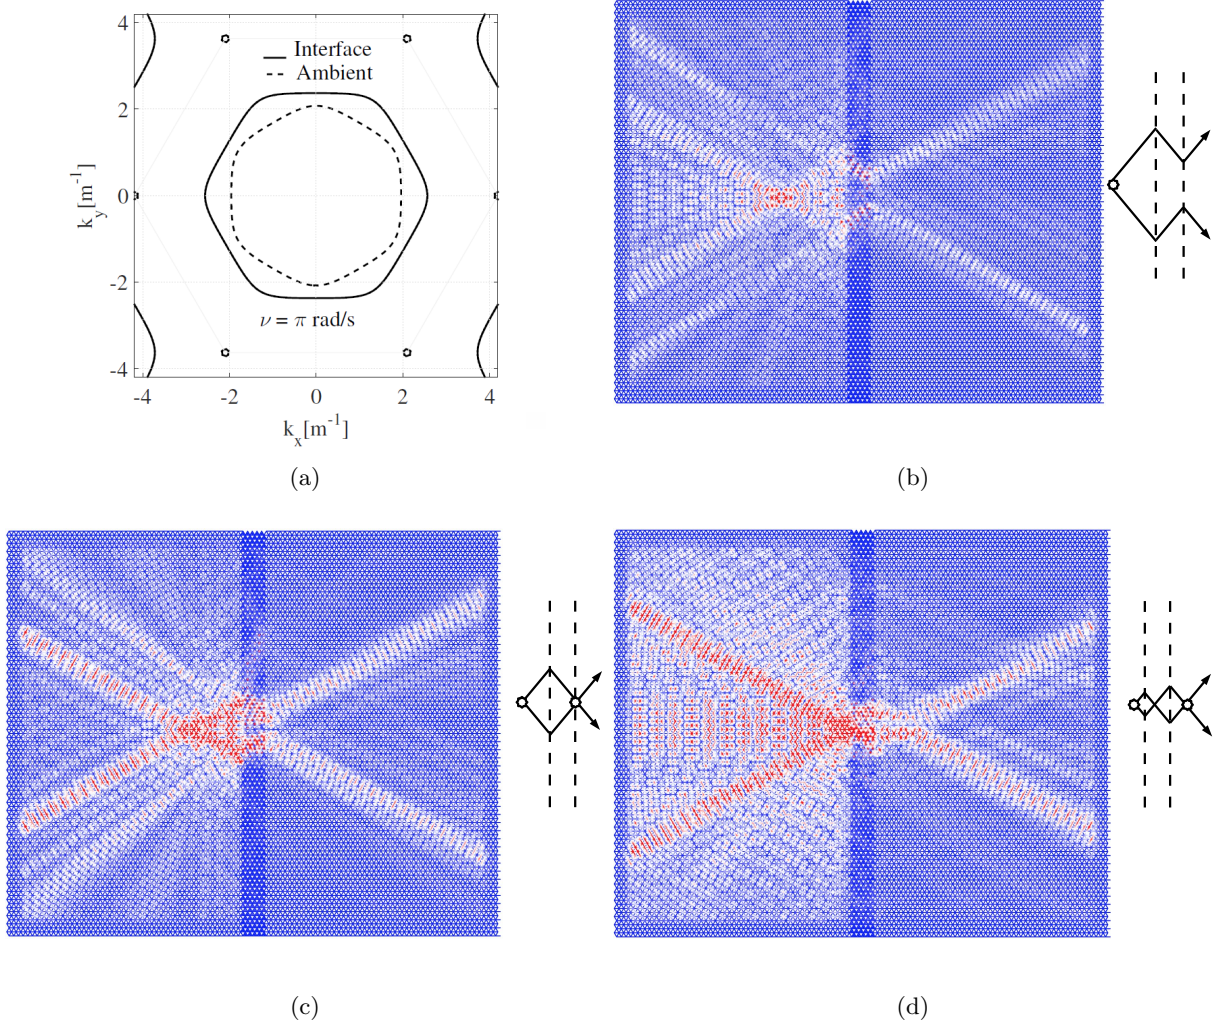 4
2
0
-2
-4
k_y[m^-1]
Interface
Ambient
ν = π rad/s
-4 -2 0 2 4
k_x[m^-1]
(a)
(b)
(c)
(d)